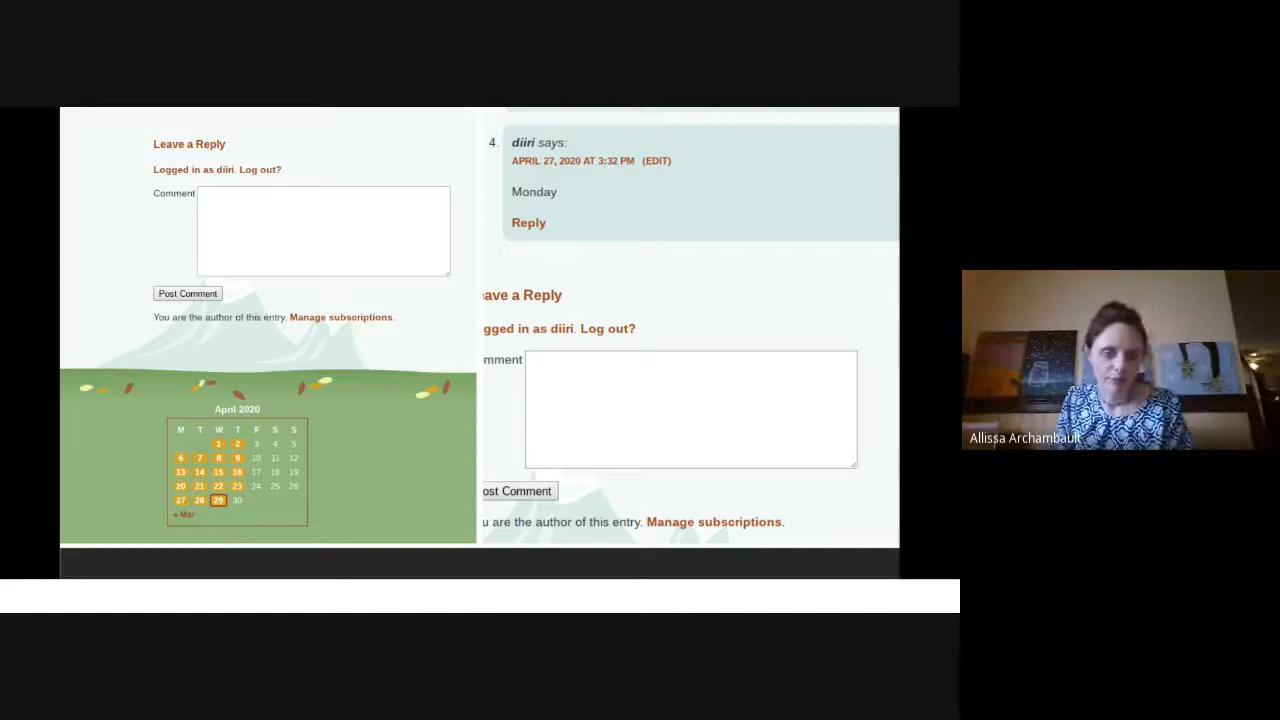 Leave a Reply
Logged in as diiri. Log out?
Comment
Post Comment
You are the author of this entry. Manage subscriptions.
April 2020
M T W T F S S
1 2 3 4 5
6 7 8 9 10 11 12
13 14 15 16 17 18 19
20 21 22 23 24 25 26
27 28 29 30
« Mar
4. diiri says:
APRIL 27, 2020 AT 3:32 PM (EDIT)
Monday
Reply
eave a Reply
gged in as diiri. Log out?
mment
ost Comment
u are the author of this entry. Manage subscriptions.
Allissa Archambault